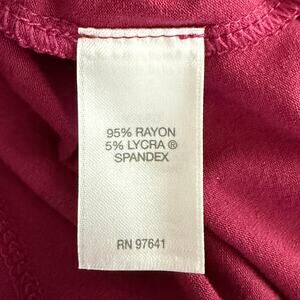 95% RAYON
5% LYCRA ®
SPANDEX
RN 97641